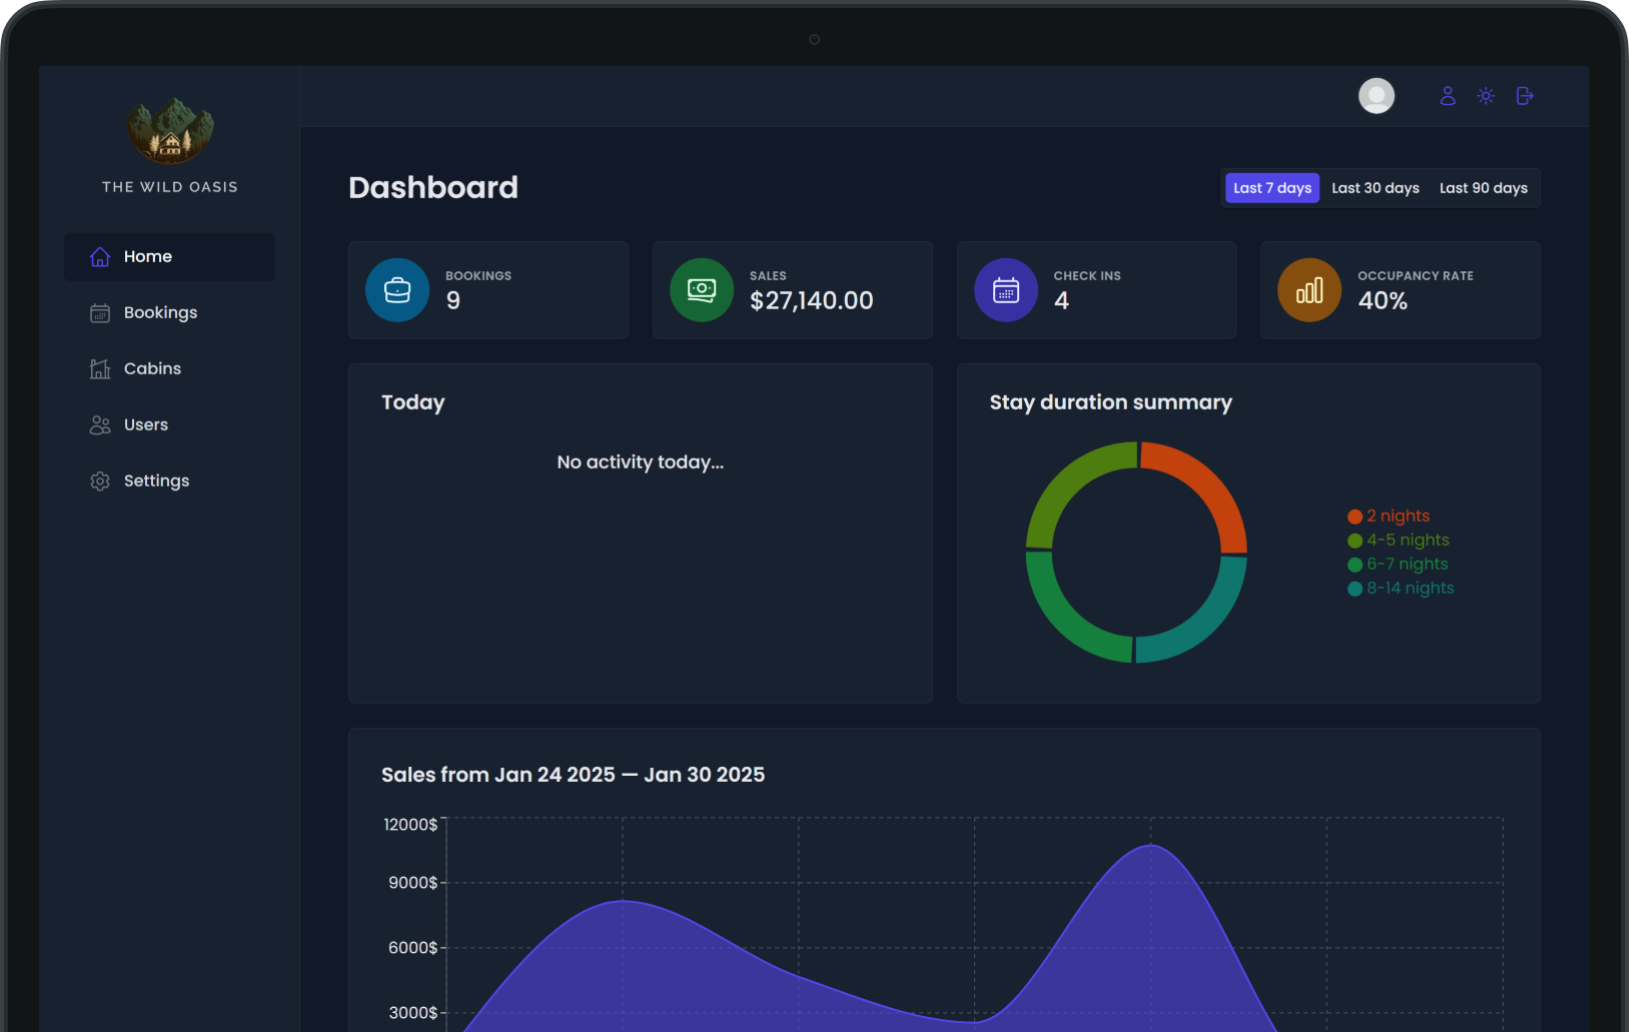 THE WILD OASIS
Home
Bookings
Cabins
Users
Settings
Dashboard
Last 7 days
Last 30 days
Last 90 days
BOOKINGS
9
SALES
$27,140.00
CHECK INS
4
OCCUPANCY RATE
40%
Today
No activity today...
Stay duration summary
2 nights
4-5 nights
6-7 nights
8-14 nights
Sales from Jan 24 2025 — Jan 30 2025
12000$
9000$
6000$
3000$